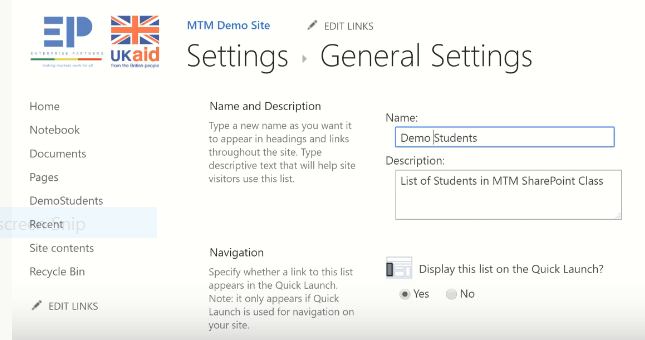 EP
ENTERPRISE PARTNERS
making markets work for all
UKaid
from the British people
MTM Demo Site
EDIT LINKS
Settings ▸ General Settings
Home
Notebook
Documents
Pages
DemoStudents
Recent
Site contents
Recycle Bin
EDIT LINKS
Name and Description
Type a new name as you want it
to appear in headings and links
throughout the site. Type
descriptive text that will help site
visitors use this list.
Name:
Demo Students
Description:
List of Students in MTM SharePoint Class
Navigation
Specify whether a link to this list
appears in the Quick Launch.
Note: it only appears if Quick
Launch is used for navigation on
your site.
Display this list on the Quick Launch?
Yes No